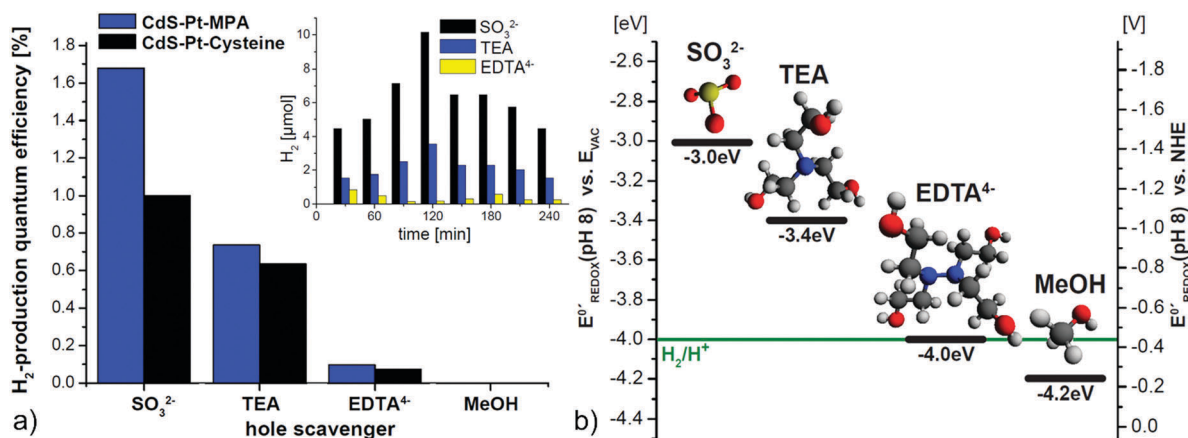 CdS-Pt-MPA
CdS-Pt-Cysteine
H₂-production quantum efficiency [%]
1.8
1.6
1.4
1.2
1.0
0.8
0.6
0.4
0.2
0.0
SO₃²⁻ TEA EDTA⁴⁻ MeOH
hole scavenger
a)
H₂ [µmol]
10
8
6
4
2
0
0 60 120 180 240
time [min]
SO₃²⁻
TEA
EDTA⁴⁻
[eV]
E⁰′REDOX(pH 8) vs. EVAC
-2.6
-2.8
-3.0
-3.2
-3.4
-3.6
-3.8
-4.0
-4.2
-4.4
b)
SO₃²⁻
-3.0eV
TEA
-3.4eV
EDTA⁴⁻
-4.0eV
MeOH
-4.2eV
H₂/H⁺
[V]
-1.8
-1.6
-1.4
-1.2
-1.0
-0.8
-0.6
-0.4
-0.2
0.0
E⁰′REDOX(pH 8) vs. NHE